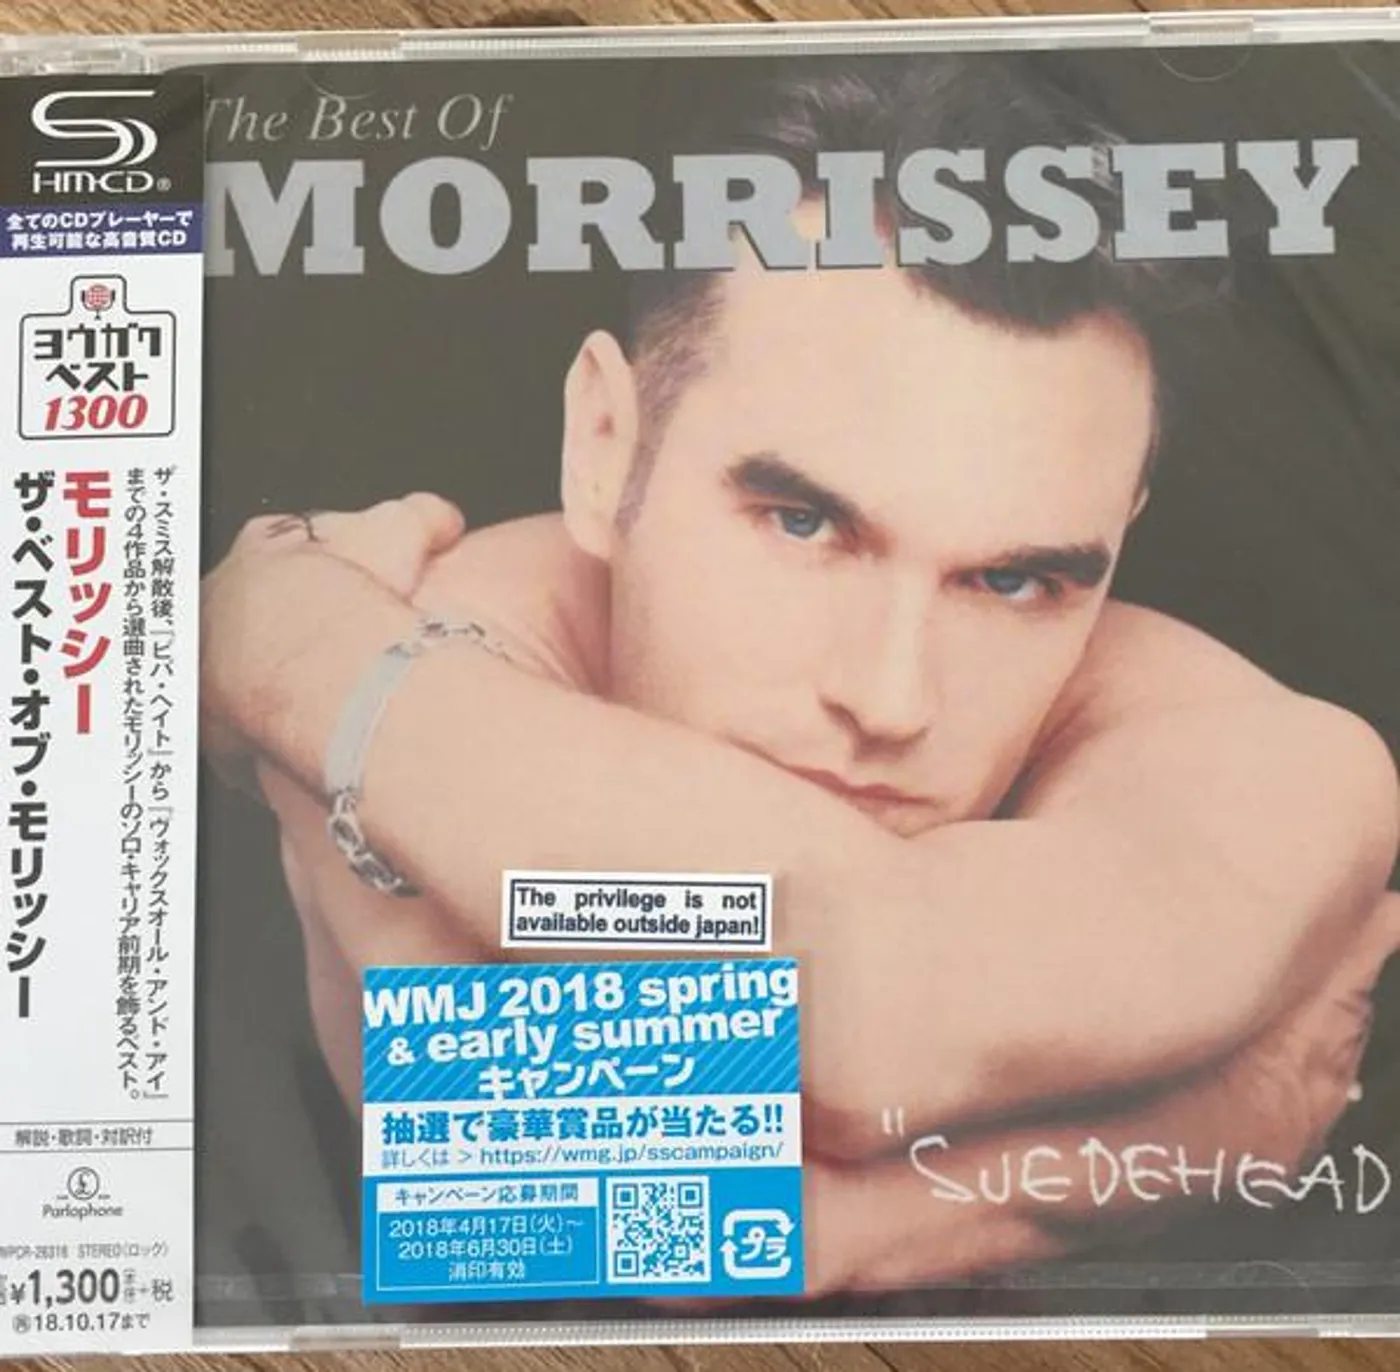 The Best Of
MORRISSEY
SHM-CD®
全てのCDプレーヤーで
再生可能な高音質CD
ヨウガク
ベスト
1300
モリッシー
ザ・ベスト・オブ・モリッシー
ザ・スミス解散後、『ビバ・ヘイト』から『ヴォックスオール・アンド・アイ』
までの4作品から選曲されたモリッシーのソロ・キャリア前期を飾るベスト。
解説・歌詞・対訳付
Parlophone
WPCR-26316 STEREO(ロック)
¥1,300 +税
18.10.17まで
The privilege is not
available outside japan!
WMJ 2018 spring
& early summer
キャンペーン
抽選で豪華賞品が当たる!!
詳しくは > https://wmg.jp/sscampaign/
キャンペーン応募期間
2018年4月17日(火)~
2018年6月30日(土)
消印有効
プラ
"SUEDEHEAD